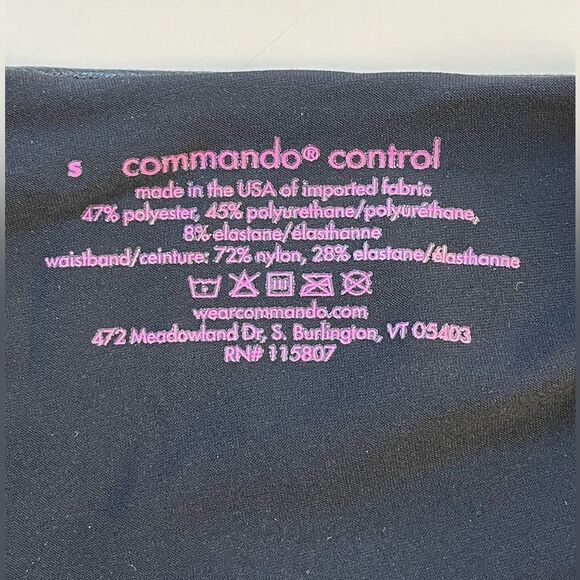 S commando® control
made in the USA of imported fabric
47% polyester, 45% polyurethane/polyuréthane,
8% elastane/élasthanne
waistband/ceinture: 72% nylon, 28% elastane/élasthanne
wearcommando.com
472 Meadowland Dr, S. Burlington, VT 05403
RN# 115807